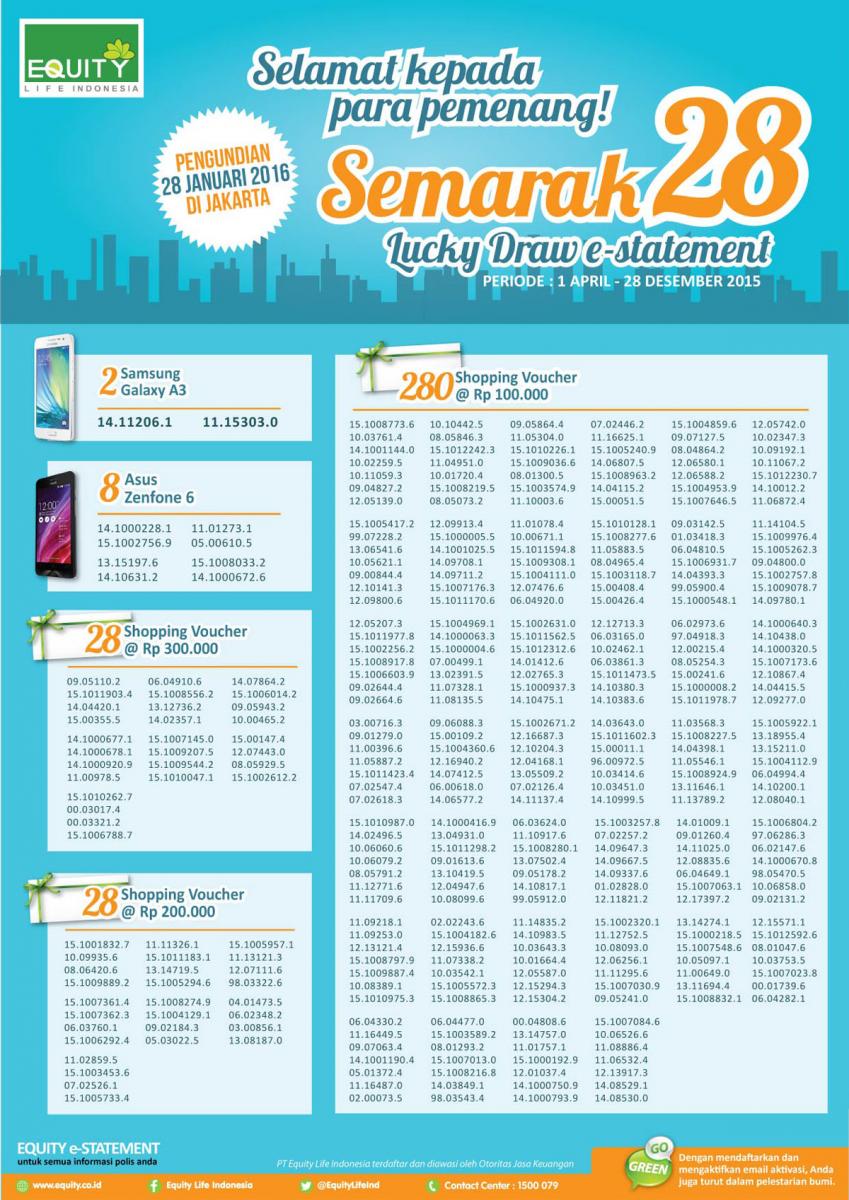 EQUITY
LIFE INDONESIA
Selamat kepada
para pemenang!
PENGUNDIAN
28 JANUARI 2016
DI JAKARTA
Semarak 28
Lucky Draw e-statement
PERIODE : 1 APRIL - 28 DESEMBER 2015
2 Samsung
Galaxy A3
14.11206.1 11.15303.0
8 Asus
Zenfone 6
14.1000228.1 11.01273.1
15.1002756.9 05.00610.5
13.15197.6 15.1008033.2
14.10631.2 14.1000672.6
28 Shopping Voucher
@ Rp 300.000
09.05110.2 06.04910.6 14.07864.2
15.1011903.4 15.1008556.2 15.1006014.2
14.04420.1 13.12736.2 09.05943.2
15.00355.5 14.02357.1 10.00465.2
14.1000677.1 15.1007145.0 15.00147.4
14.1000678.1 15.1009207.5 12.07443.0
14.1000920.9 15.1009544.2 08.05929.5
11.00978.5 15.1010047.1 15.1002612.2
15.1010262.7
00.03017.4
00.03321.2
15.1006788.7
28 Shopping Voucher
@ Rp 200.000
15.1001832.7 11.11326.1 15.1005957.1
10.09935.6 15.1011183.1 11.13121.3
08.06420.6 13.14719.5 12.07111.6
15.1009889.2 15.1005294.6 98.03322.6
15.1007361.4 15.1008274.9 04.01473.5
15.1007362.3 15.1004129.1 06.02348.2
06.03760.1 09.02184.3 03.00856.1
15.1006292.4 05.03022.5 13.08187.0
11.02859.5
15.1003453.6
07.02526.1
15.1005733.4
280 Shopping Voucher
@ Rp 100.000
15.1008773.6 10.10442.5 09.05864.4 07.02446.2 15.1004859.6 12.05742.0
10.03761.4 08.05846.3 11.05304.0 11.16625.1 09.07127.5 10.02347.3
14.1001144.0 15.1012242.3 15.1010226.1 15.1005240.9 08.04864.2 10.09192.1
10.02259.5 11.04951.0 15.1009036.6 14.06807.5 12.06580.1 10.11067.2
10.11059.3 10.01720.4 08.01300.5 15.1008963.2 12.06588.2 15.1012230.7
09.04827.2 15.1008219.5 15.1003574.9 14.04115.2 15.1004953.9 14.10012.2
12.05139.0 08.05073.2 11.10003.6 15.00051.5 15.1007646.5 11.06872.4
15.1005417.2 12.09913.4 11.01078.4 15.1010128.1 09.03142.5 11.14104.5
99.07228.2 15.1000005.5 10.00671.1 15.1008277.6 01.03418.3 15.1009976.4
13.06541.6 14.1001025.5 15.1011594.8 11.05883.5 06.04810.5 15.1005262.3
10.05621.1 14.09708.1 15.1009308.1 08.04965.4 15.1006931.7 09.04800.0
09.00844.4 14.09711.2 15.1004111.0 15.1003118.7 14.04393.3 15.1002757.8
12.10141.3 15.1007176.3 12.07476.6 15.00408.4 99.05900.4 15.1009078.7
12.09800.6 15.1011170.6 06.04920.0 15.00426.4 15.1000548.1 14.09780.1
12.05207.3 15.1004969.1 15.1002631.0 12.12713.3 06.02973.6 14.1000640.3
15.1011977.8 14.1000063.3 15.1011562.5 06.03165.0 97.04918.3 14.10438.0
15.1002256.2 15.1000004.6 15.1012312.6 10.02462.1 12.00215.4 14.1000320.5
15.1008917.8 07.00499.1 14.01412.6 06.03861.3 08.05254.3 15.1007173.6
15.1006603.9 13.02391.5 12.02765.3 15.1011473.5 15.00241.6 12.10867.4
09.02644.4 11.07328.1 15.1000937.3 14.10380.3 15.1000008.2 14.04415.5
09.02664.6 11.08135.5 14.10475.1 14.10383.6 15.1011978.7 12.09277.0
03.00716.3 09.06088.3 15.1002671.2 14.03643.0 11.03568.3 15.1005922.1
09.01279.0 15.00109.2 12.16687.3 15.1011602.3 15.1008227.5 13.18955.4
11.00396.6 15.1004360.6 12.10204.3 15.00011.1 14.04398.1 13.15211.0
11.05887.2 12.16940.2 12.04168.1 96.00972.5 11.05546.1 15.1004112.9
15.1011423.4 14.07412.5 13.05509.2 10.03414.6 15.1008924.9 06.04994.4
07.02547.4 06.00618.0 07.02126.4 10.03451.0 13.11646.1 14.10200.1
07.02618.3 14.06577.2 14.11137.4 14.10999.5 11.13789.2 12.08040.1
15.1010987.0 14.1000416.9 06.03624.0 15.1003257.8 14.01009.1 15.1006804.2
14.02496.5 13.04931.0 11.10917.6 07.02257.2 09.01260.4 97.06286.3
10.06060.6 15.1011298.2 15.1008280.1 14.09647.3 14.11025.0 06.02147.6
10.06079.2 09.01613.6 13.07502.4 14.09667.5 12.08835.6 14.1000670.8
08.05791.2 13.10419.5 09.05178.2 14.09337.6 06.04649.1 98.05470.5
11.12771.6 12.04947.6 14.10817.1 01.02828.0 15.1007063.1 10.06858.0
11.11709.6 10.08099.6 99.05912.0 12.11821.2 12.17397.2 09.02131.2
11.09218.1 02.02243.6 11.14835.2 15.1002320.1 13.14274.1 12.15571.1
11.09253.0 15.1004182.6 14.10983.5 11.12752.5 15.1000218.5 15.1012592.6
12.13121.4 12.15936.6 10.03643.3 10.08093.0 15.1007548.6 08.01047.6
15.1008797.9 11.07338.2 10.01664.4 12.06256.1 10.05097.1 10.03753.5
15.1009887.4 10.03542.1 12.05587.0 11.11295.6 11.00649.0 15.1007023.8
10.08389.1 15.1005572.3 12.15294.3 15.1007030.9 13.11694.4 00.01739.6
15.1010975.3 15.1008865.3 12.15304.2 09.05241.0 15.1008832.1 06.04282.1
06.04330.2 06.04477.0 00.04808.6 15.1007084.6
11.16449.5 15.1003589.2 13.14757.0 10.06526.6
09.07063.4 08.01293.2 11.01757.1 11.08886.4
14.1001190.4 15.1007013.0 15.1000192.9 11.06532.4
05.01372.4 15.1008216.8 12.01037.4 12.13917.3
11.16487.0 14.03849.1 14.1000750.9 14.08529.1
02.00073.5 98.03543.4 14.1000793.9 14.08530.0
EQUITY e-STATEMENT
untuk semua informasi polis anda
PT Equity Life Indonesia terdaftar dan diawasi oleh Otoritas Jasa Keuangan
GO
GREEN
Dengan mendaftarkan dan
mengaktifkan email aktivasi, Anda
juga turut dalam pelestarian bumi.
www.equity.co.id Equity Life Indonesia @EquityLifeInd Contact Center : 1500 079